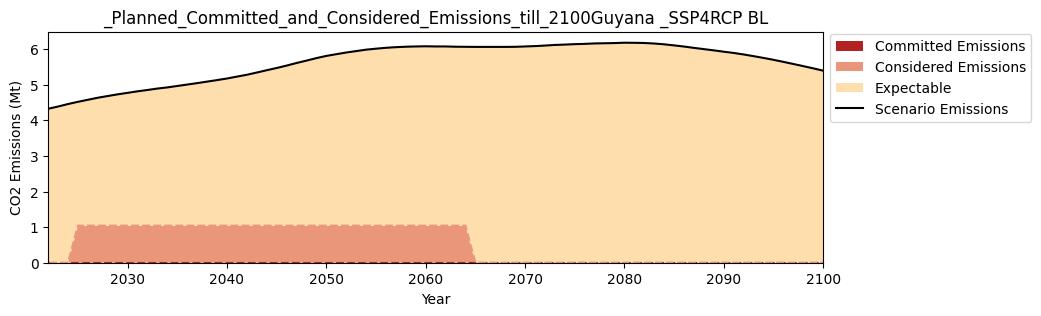 _Planned_Committed_and_Considered_Emissions_till_2100Guyana _SSP4RCP BL
CO2 Emissions (Mt)
6
5
4
3
2
1
0
2030 2040 2050 2060 2070 2080 2090 2100
Year
Committed Emissions
Considered Emissions
Expectable
Scenario Emissions